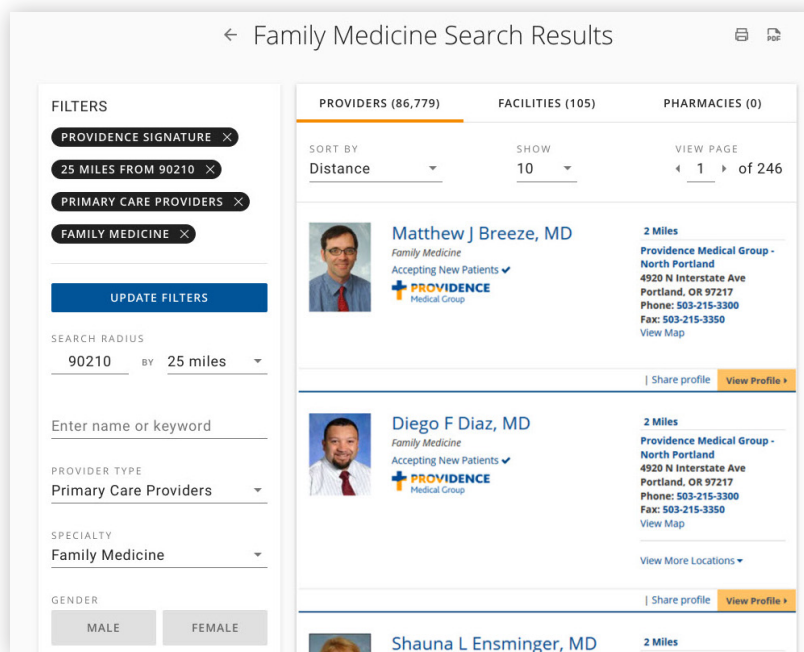 ← Family Medicine Search Results
PDF
FILTERS
PROVIDENCE SIGNATURE ×
25 MILES FROM 90210 ×
PRIMARY CARE PROVIDERS ×
FAMILY MEDICINE ×
UPDATE FILTERS
SEARCH RADIUS
90210 BY 25 miles
Enter name or keyword
PROVIDER TYPE
Primary Care Providers
SPECIALTY
Family Medicine
GENDER
MALE FEMALE
PROVIDERS (86,779) FACILITIES (105) PHARMACIES (0)
SORT BY SHOW VIEW PAGE
Distance 10 1 of 246
Matthew J Breeze, MD
Family Medicine
Accepting New Patients ✔
PROVIDENCE
Medical Group
2 Miles
Providence Medical Group -
North Portland
4920 N Interstate Ave
Portland, OR 97217
Phone: 503-215-3300
Fax: 503-215-3350
View Map
| Share profile View Profile
Diego F Diaz, MD
Family Medicine
Accepting New Patients ✔
PROVIDENCE
Medical Group
2 Miles
Providence Medical Group -
North Portland
4920 N Interstate Ave
Portland, OR 97217
Phone: 503-215-3300
Fax: 503-215-3350
View Map
View More Locations
| Share profile View Profile
Shauna L Ensminger, MD
2 Miles